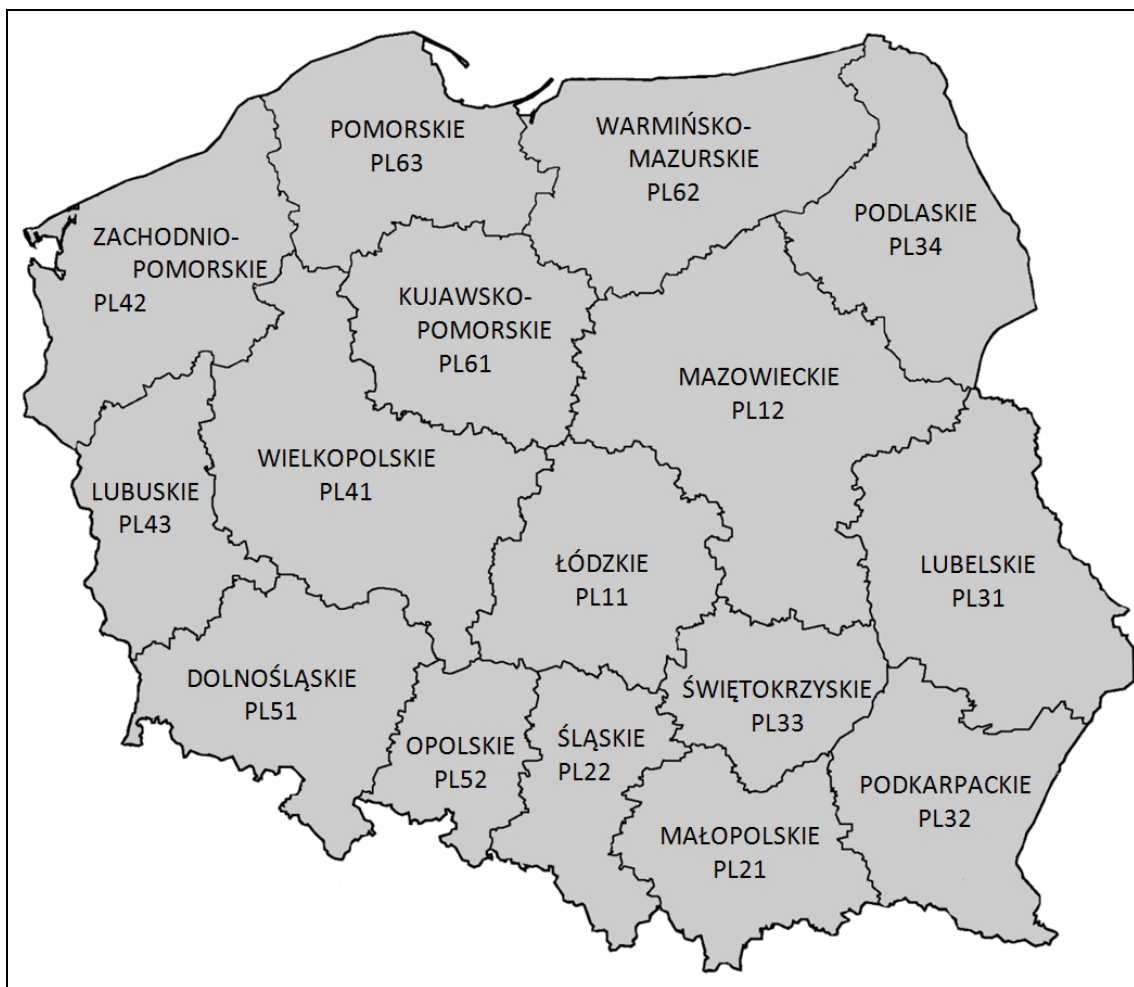 POMORSKIE
PL63
WARMIŃSKO-
MAZURSKIE
PL62
PODLASKIE
PL34
ZACHODNIO-
POMORSKIE
PL42
KUJAWSKO-
POMORSKIE
PL61
MAZOWIECKIE
PL12
WIELKOPOLSKIE
PL41
LUBUSKIE
PL43
ŁÓDZKIE
PL11
LUBELSKIE
PL31
DOLNOŚLĄSKIE
PL51
OPOLSKIE
PL52
ŚLĄSKIE
PL22
ŚWIĘTOKRZYSKIE
PL33
PODKARPACKIE
PL32
MAŁOPOLSKIE
PL21